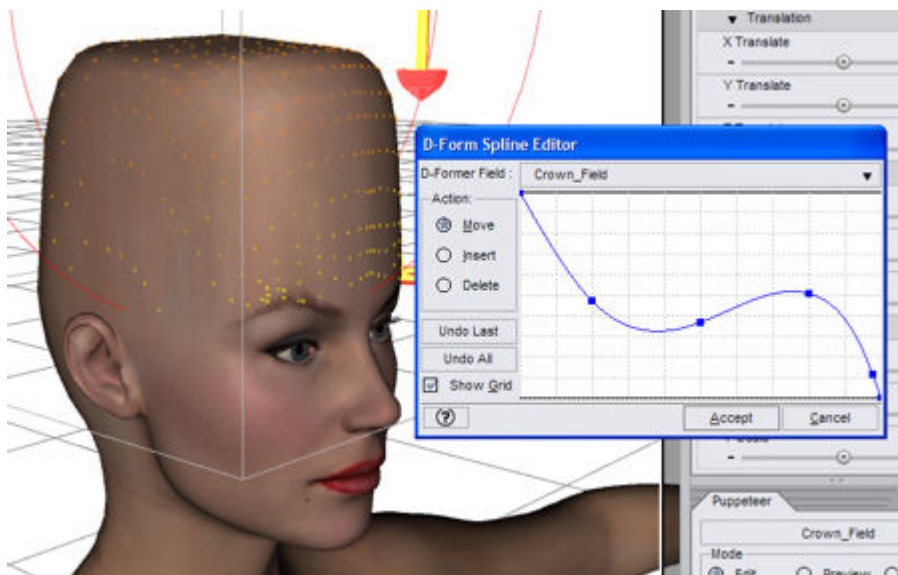 Translation
X Translate
Y Translate
D-Form Spline Editor
D-Former Field :
Crown_Field
Action:
Move
Insert
Delete
Undo Last
Undo All
Show Grid
?
Accept
Cancel
Puppeteer
Crown_Field
Mode
Edit
Preview